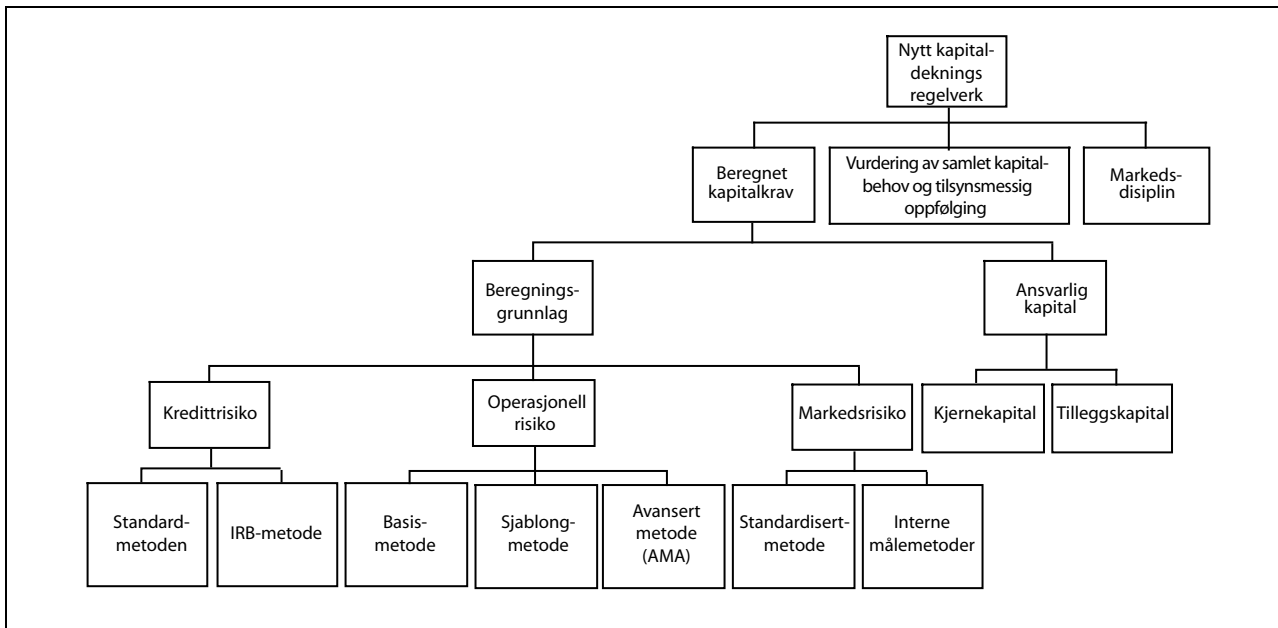 Nytt kapital-
deknings
regelverk
Beregnet
kapitalkrav
Vurdering av samlet kapital-
behov og tilsynsmessig
oppfølging
Markeds-
disiplin
Beregnings-
grunnlag
Ansvarlig
kapital
Kredittrisiko
Operasjonell
risiko
Markedsrisiko
Kjernekapital
Tilleggskapital
Standard-
metoden
IRB-metode
Basis-
metode
Sjablong-
metode
Avansert
metode
(AMA)
Standardisert-
metode
Interne
målemetoder